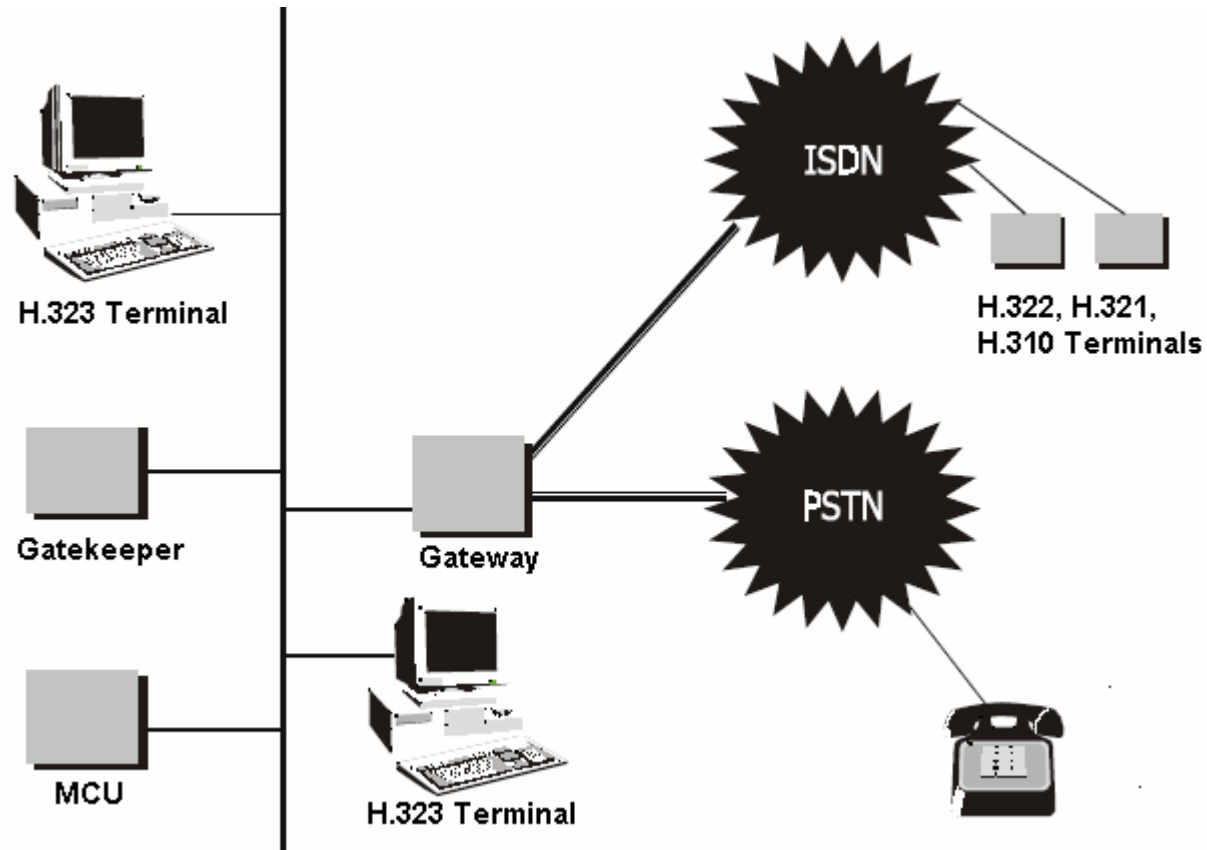 ISDN
H.323 Terminal
H.322, H.321,
H.310 Terminals
Gatekeeper
Gateway
PSTN
MCU
H.323 Terminal